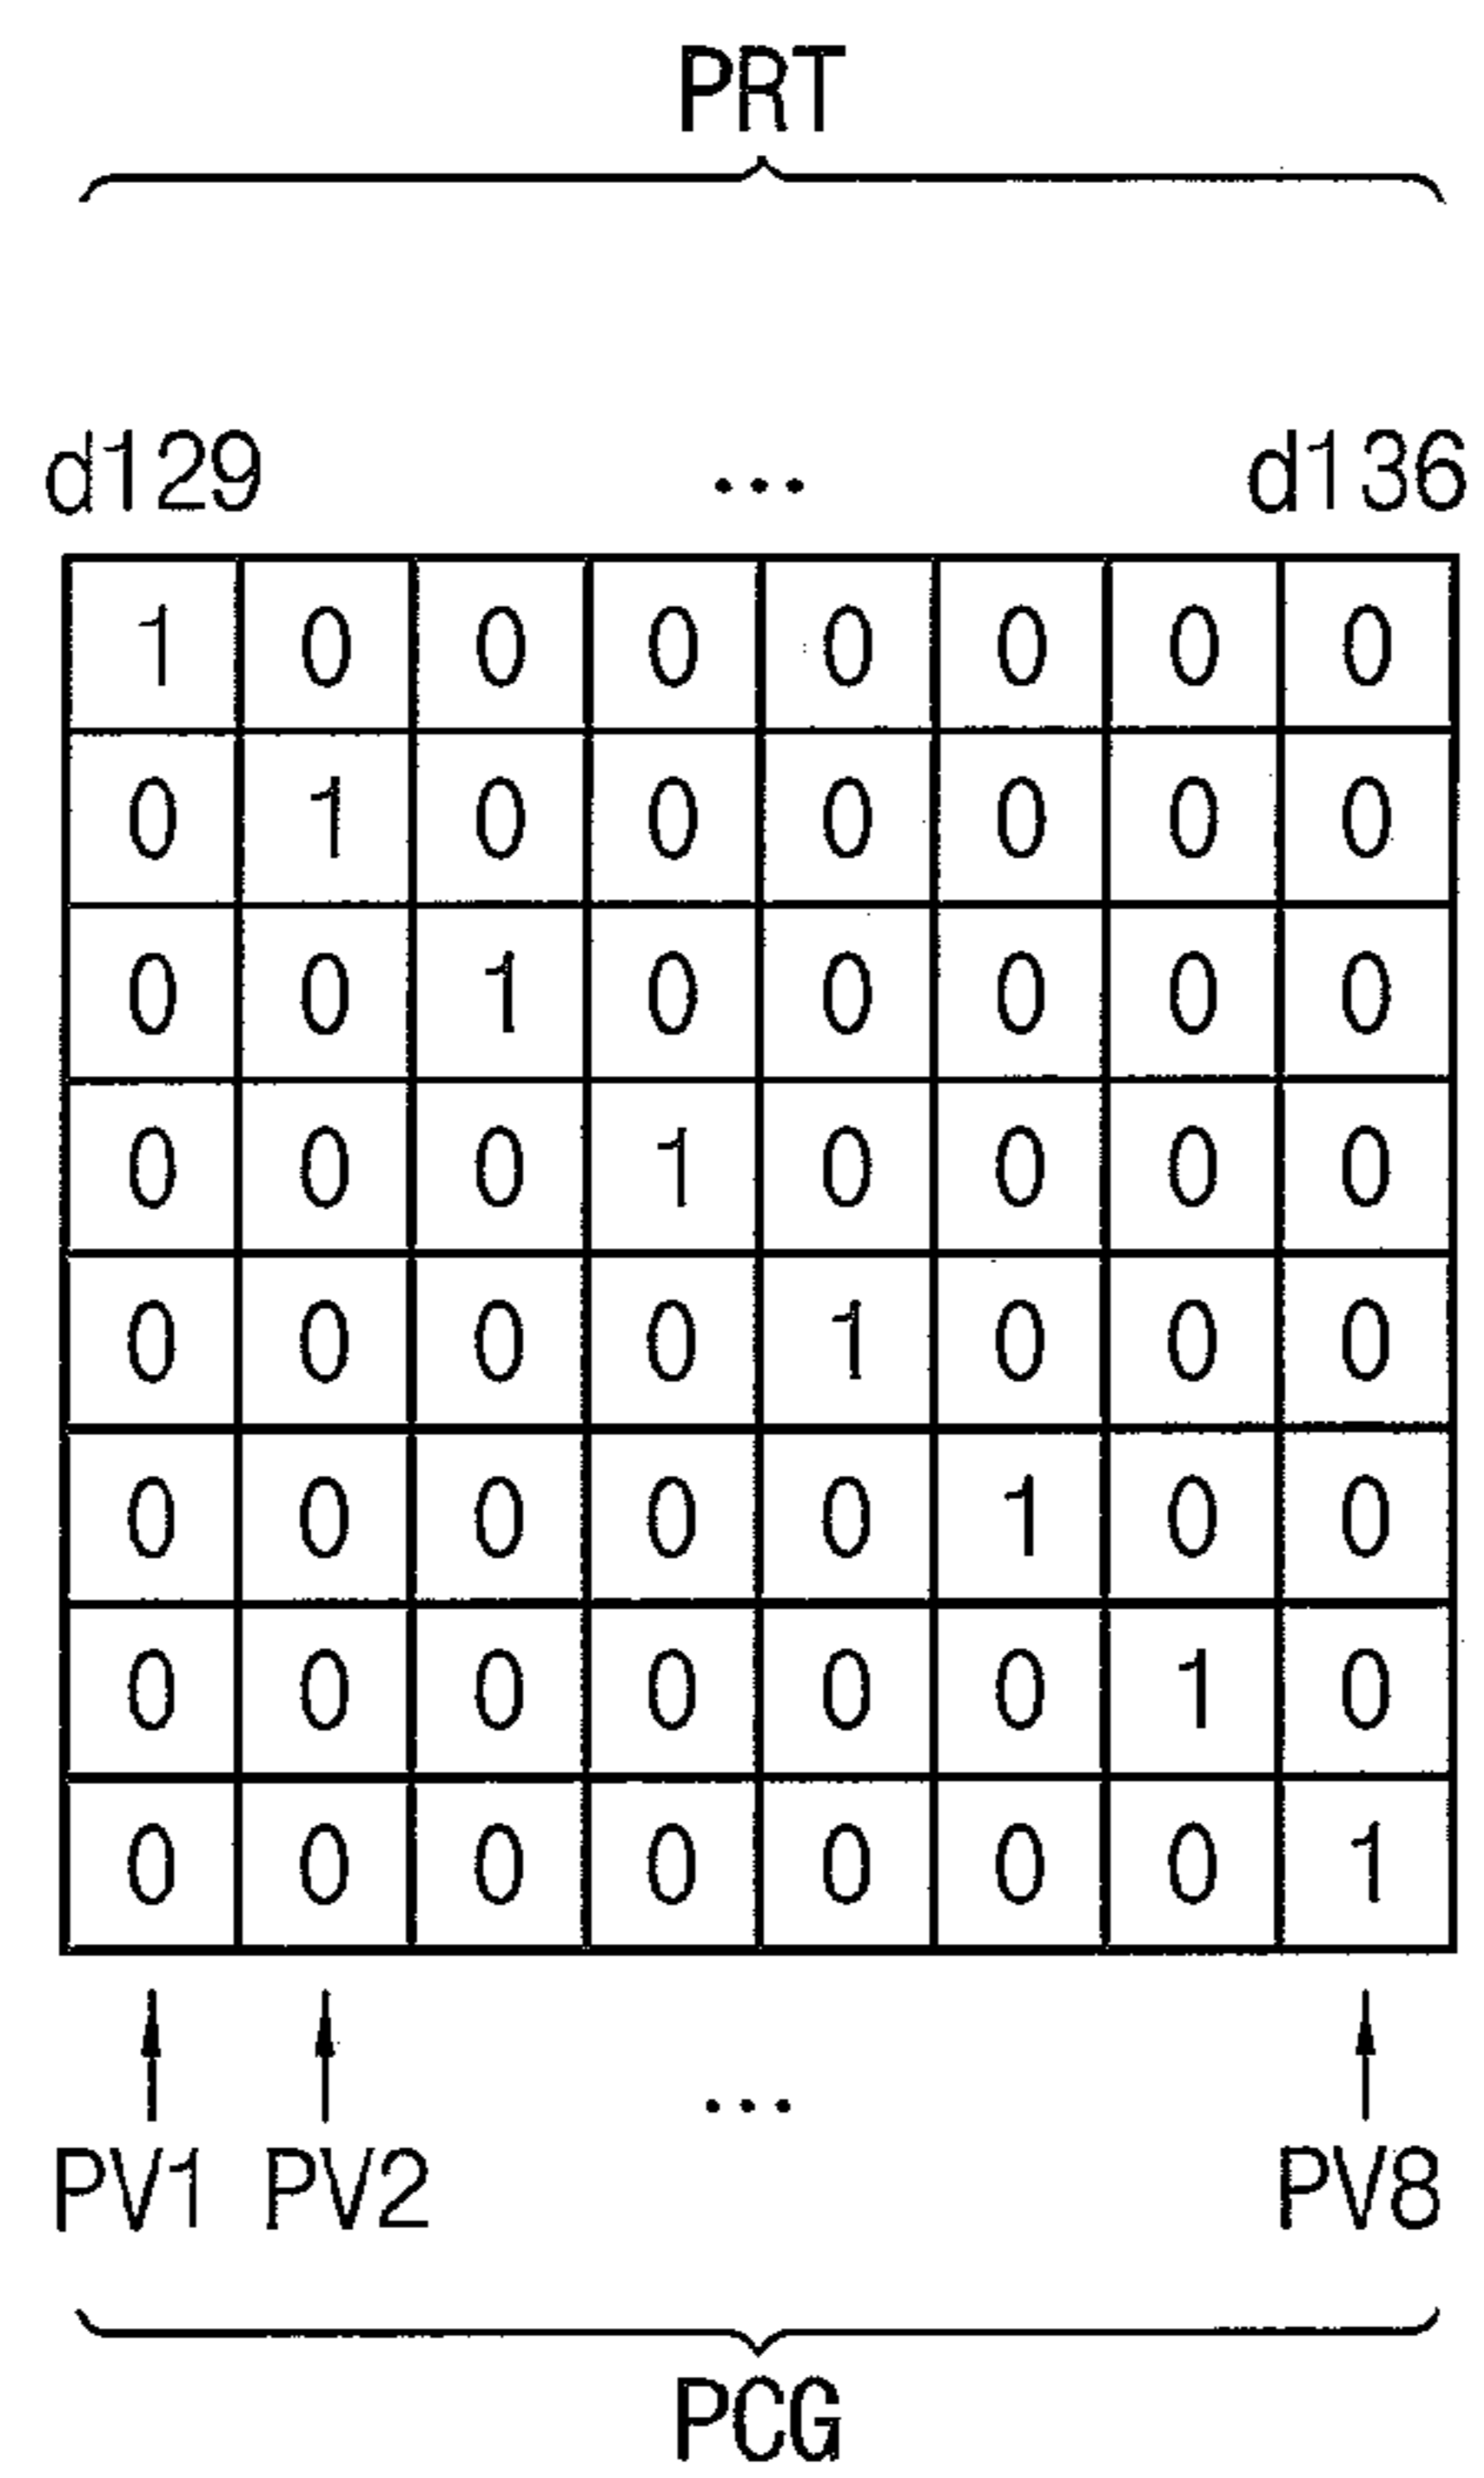 PRT
d129 ... d136
1 0 0 0 0 0 0 0
0 1 0 0 0 0 0 0
0 0 1 0 0 0 0 0
0 0 0 1 0 0 0 0
0 0 0 0 1 0 0 0
0 0 0 0 0 1 0 0
0 0 0 0 0 0 1 0
0 0 0 0 0 0 0 1
...
PV1 PV2 PV8
PCG